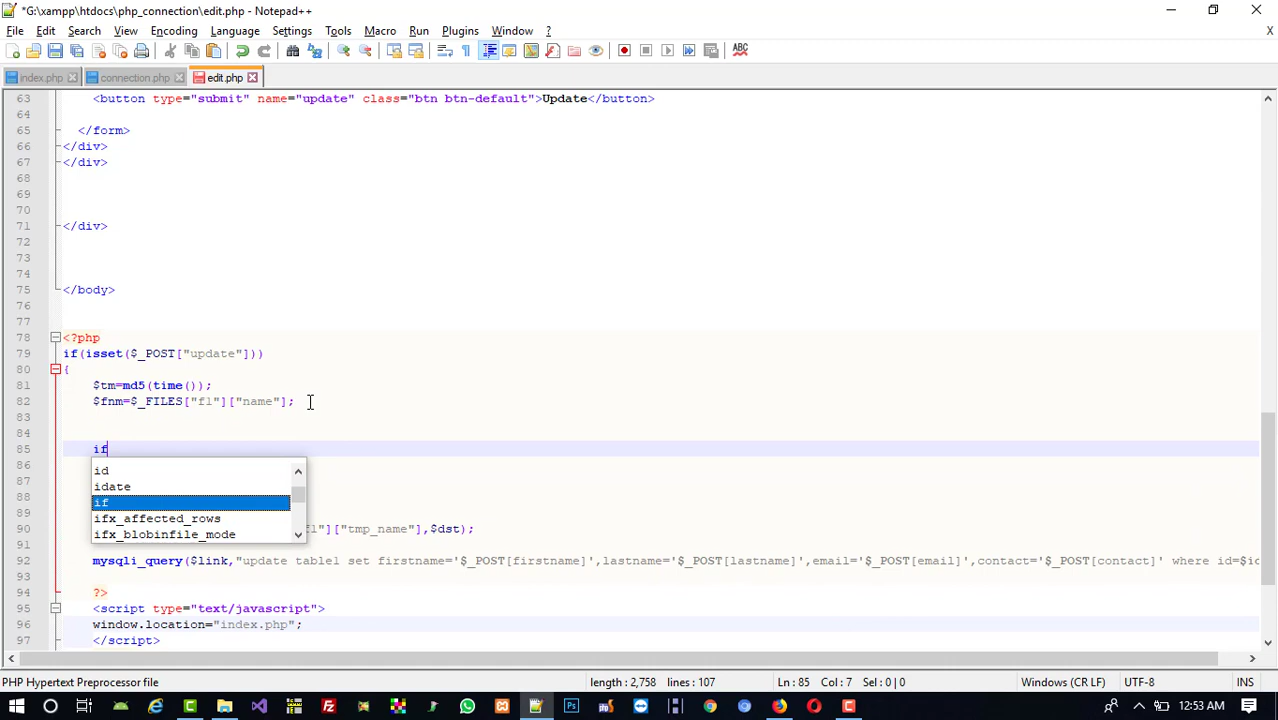 *G:\xampp\htdocs\php_connection\edit.php - Notepad++
File Edit Search View Encoding Language Settings Tools Macro Run Plugins Window ?
X
ABC
index.php connection.php edit.php
63 <button type="submit" name="update" class="btn btn-default">Update</button>
64
65 </form>
66 </div>
67 </div>
68
69
70
71 </div>
72
73
74
75 </body>
76
77
78 <?php
79 if(isset($_POST["update"]))
80 {
81 $tm=md5(time());
82 $fnm=$_FILES["f1"]["name"];
83
84
85 if
86 id
87 idate
88 if
89 ifx_affected_rows
90 ifx_blobinfile_mode 1"]["tmp_name"],$dst);
91
92 mysqli_query($link,"update table1 set firstname='$_POST[firstname]',lastname='$_POST[lastname]',email='$_POST[email]',contact='$_POST[contact]' where id=$i
93
94 ?>
95 <script type="text/javascript">
96 window.location="index.php";
97 </script>
PHP Hypertext Preprocessor file length : 2,758 lines : 107 Ln : 85 Col : 7 Sel : 0 | 0 Windows (CR LF) UTF-8 INS
12:53 AM